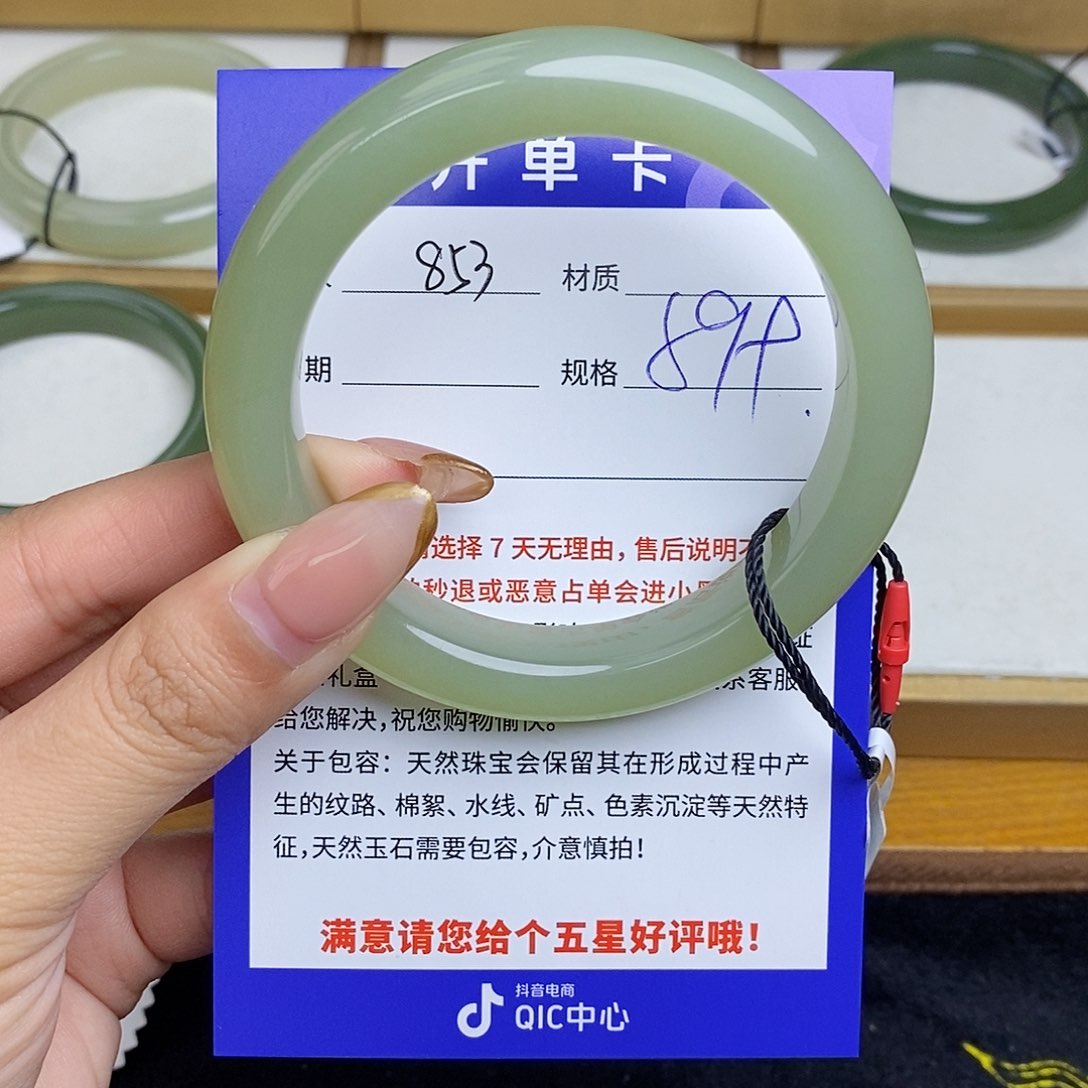 开单卡
853 材质
期 规格
选择 7 天无理由，售后说明
秒退或恶意占单会进小
礼盒 系客服
给您解决，祝您购物愉快。
关于包容：天然珠宝会保留其在形成过程中产
生的纹路、棉絮、水线、矿点、色素沉淀等天然特
征，天然玉石需要包容，介意慎拍！
满意请您给个五星好评哦！
抖音电商
QIC中心